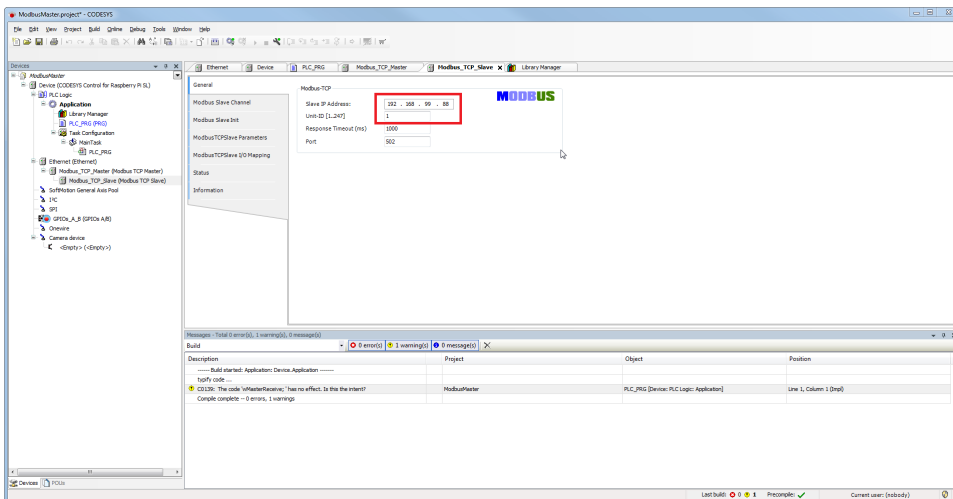 ModbusMaster.project* - CODESYS
File Edit View Project Build Online Debug Tools Window Help
Devices
ModbusMaster
Device (CODESYS Control for Raspberry Pi SL)
PLC Logic
Application
Library Manager
PLC_PRG (PRG)
Task Configuration
MainTask
PLC_PRG
Ethernet (Ethernet)
Modbus_TCP_Master (Modbus TCP Master)
Modbus_TCP_Slave (Modbus TCP Slave)
SoftMotion General Axis Pool
I²C
SPI
GPIOs_A_B (GPIOs A/B)
Onewire
Camera device
<Empty> (<Empty>)
Devices POUs
Ethernet Device PLC_PRG Modbus_TCP_Master Modbus_TCP_Slave Library Manager
General
Modbus Slave Channel
Modbus Slave Init
ModbusTCPSlave Parameters
ModbusTCPSlave I/O Mapping
Status
Information
Modbus-TCP
MODBUS
Slave IP Address: 192 . 168 . 99 . 88
Unit-ID [1..247] 1
Response Timeout (ms) 1000
Port 502
Messages - Total 0 error(s), 1 warning(s), 0 message(s)
Build 0 error(s) 1 warning(s) 0 message(s)
Description Project Object Position
------ Build started: Application: Device.Application -------
typify code ...
C0139: The code 'wMasterReceive;' has no effect. Is this the intent? ModbusMaster PLC_PRG [Device: PLC Logic: Application] Line 1, Column 1 (Impl)
Compile complete -- 0 errors, 1 warnings
Last build: 0 1 Precompile: Current user: (nobody)